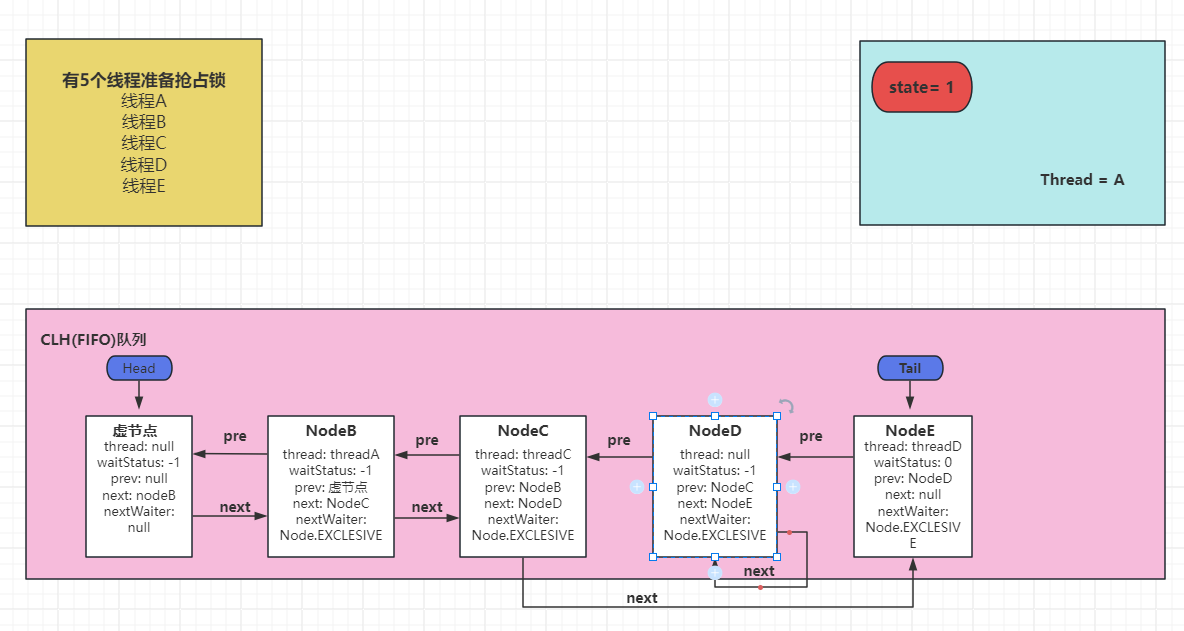 有5个线程准备抢占锁
线程A
线程B
线程C
线程D
线程E
state= 1
Thread = A
CLH(FIFO)队列
Head
Tail
虚节点
thread: null
waitStatus: -1
prev: null
next: nodeB
nextWaiter:
null
pre
next
NodeB
thread: threadA
waitStatus: -1
prev: 虚节点
next: NodeC
nextWaiter:
Node.EXCLESIVE
pre
next
NodeC
thread: threadC
waitStatus: -1
prev: NodeB
next: NodeD
nextWaiter:
Node.EXCLESIVE
pre
NodeD
thread: null
waitStatus: -1
prev: NodeC
next: NodeE
nextWaiter:
Node.EXCLESIVE
pre
NodeE
thread: threadD
waitStatus: 0
prev: NodeD
next: null
nextWaiter:
Node.EXCLESIV
E
next
next